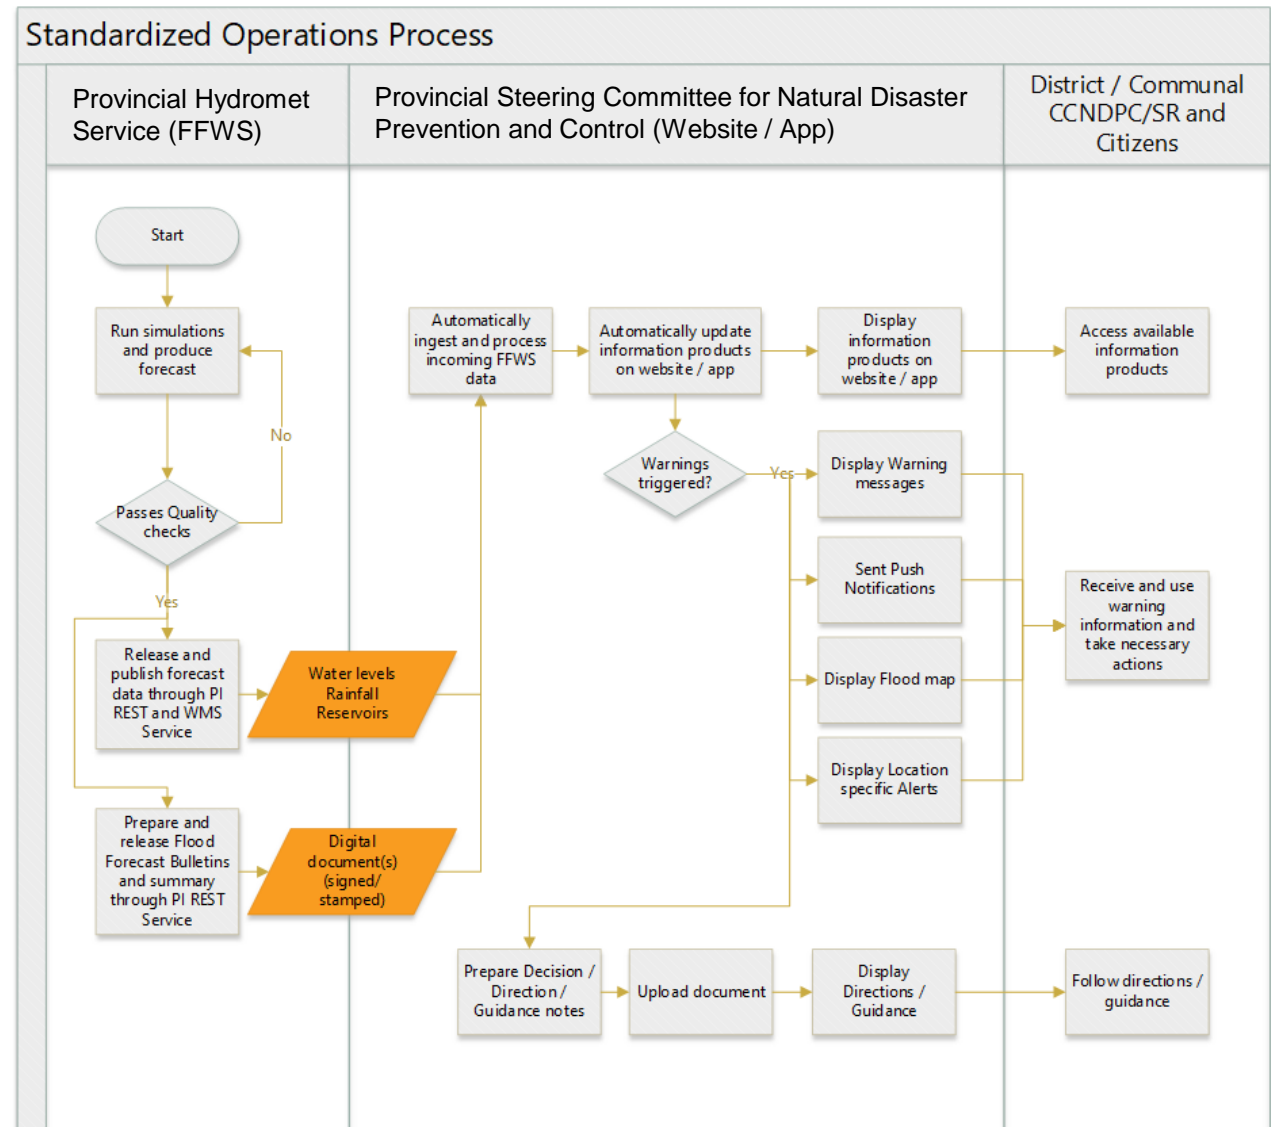 Standardized Operations Process
Provincial Hydromet
Service (FFWS)
Provincial Steering Committee for Natural Disaster
Prevention and Control (Website / App)
District / Communal
CCNDPC/SR and
Citizens
Start
Run simulations
and produce
forecast
No
Passes Quality
checks
Yes
Release and
publish forecast
data through PI
REST and WMS
Service
Water levels
Rainfall
Reservoirs
Prepare and
release Flood
Forecast Bulletins
and summary
through PI REST
Service
Digital
document(s)
(signed/
stamped)
Automatically
ingest and process
incoming FFWS
data
Automatically update
information products
on website / app
Display
information
products on
website / app
Access available
information
products
Warnings
triggered?
Yes
Display Warning
messages
Sent Push
Notifications
Display Flood map
Display Location
specific Alerts
Receive and use
warning
information and
take necessary
actions
Prepare Decision /
Direction /
Guidance notes
Upload document
Display
Directions /
Guidance
Follow directions /
guidance